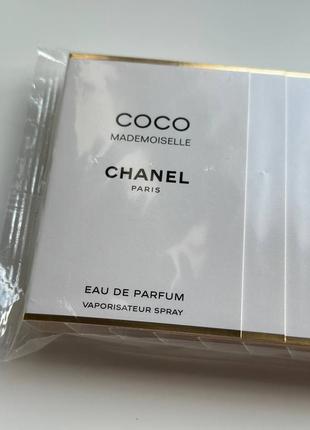 COCO
MADEMOISELLE
CHANEL
PARIS
EAU DE PARFUM
VAPORISATEUR SPRAY